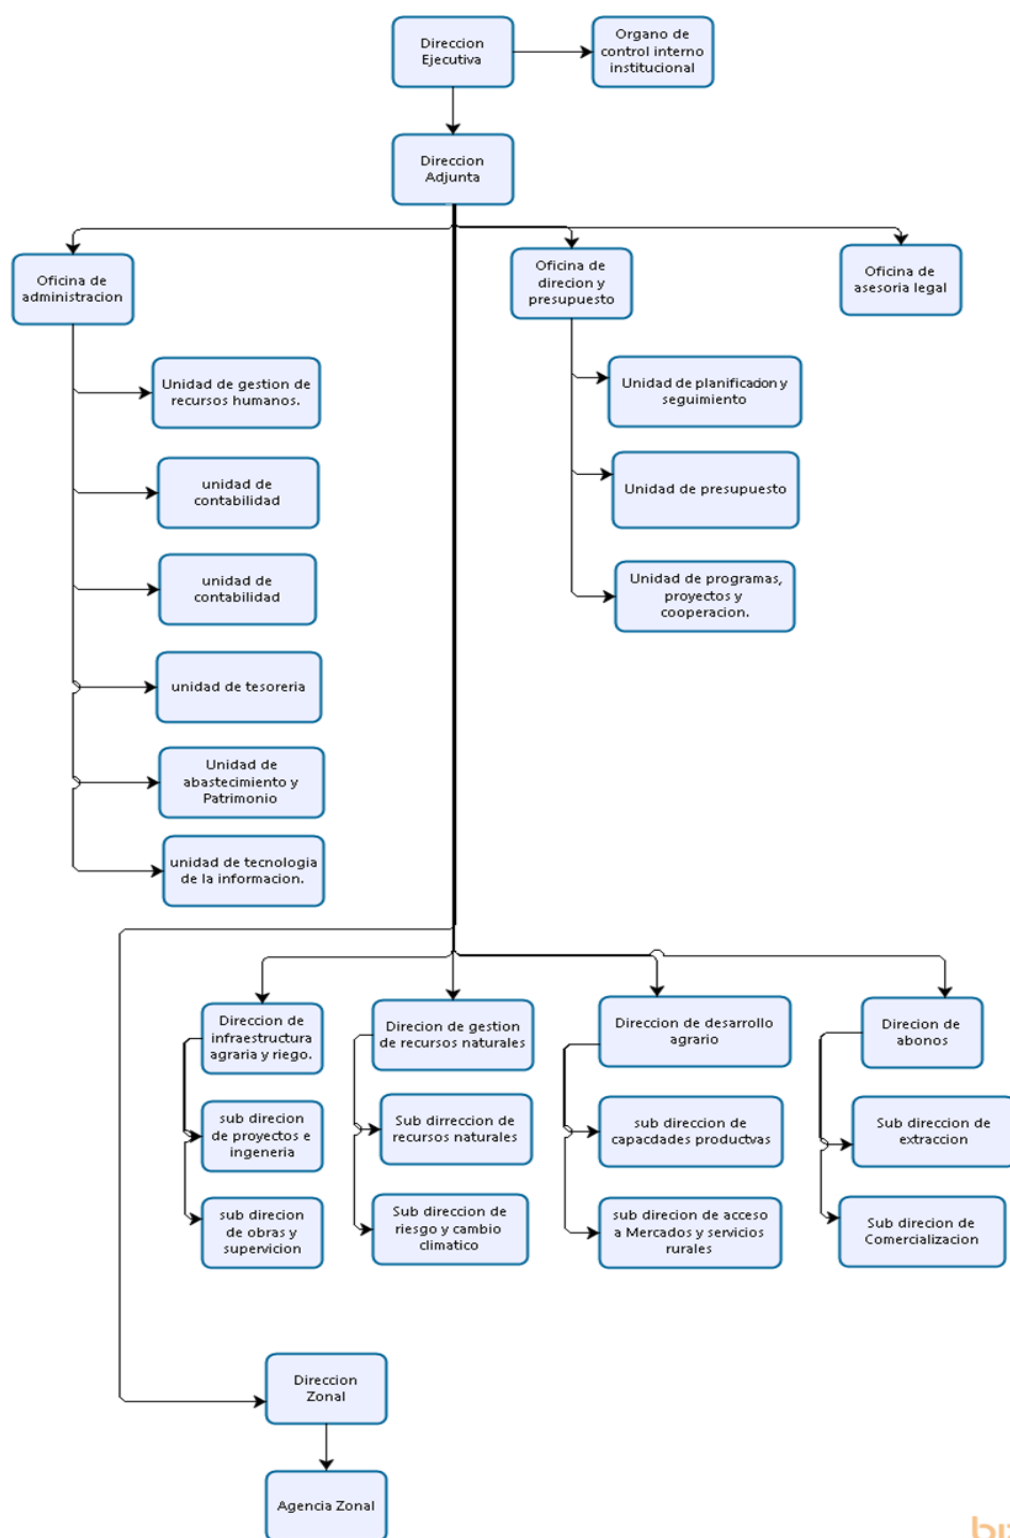 Direccion
Ejecutiva
Organo de
control interno
institucional
Direccion
Adjunta
Oficina de
administracion
Oficina de
direcion y
presupuesto
Oficina de
asesoria legal
Unidad de gestion de
recursos humanos.
unidad de
contabilidad
unidad de
contabilidad
unidad de tesoreria
Unidad de
abastecimiento y
Patrimonio
unidad de tecnologia
de la informacion.
Unidad de planificacion y
seguimiento
Unidad de presupuesto
Unidad de programas,
proyectos y
cooperacion.
Direccion de
infraestructura
agraria y riego.
sub direcion
de proyectos e
ingeneria
sub direcion
de obras y
supervicion
Direcion de gestion
de recursos naturales
Sub dirreccion de
recursos naturales
Sub direccion de
riesgo y cambio
climatico
Direccion de desarrollo
agrario
sub direccion de
capacdades productvas
sub direcion de acceso
a Mercados y servicios
rurales
Direcion de
abonos
Sub direcion de
extraccion
Sub direcion de
Comercializacion
Direccion
Zonal
Agencia Zonal